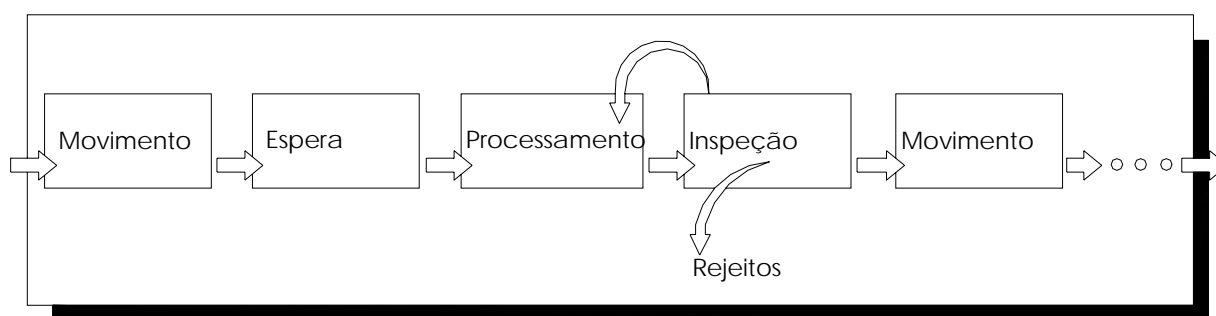 Movimento
Espera
Processamento
Inspeção
Movimento
Rejeitos